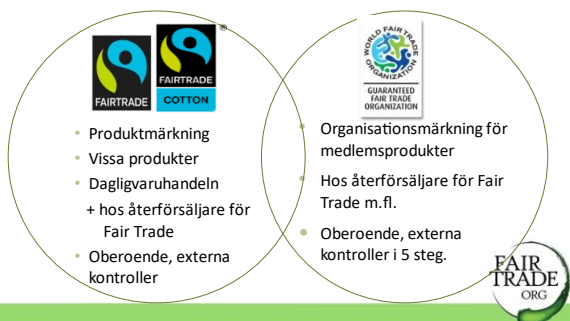 FAIRTRADE
FAIRTRADE
®
COTTON
Produktmärkning
Vissa produkter
Dagligvaruhandeln
+ hos återförsäljare för
Fair Trade
Oberoende, externa
kontroller
WORLD FAIR TRADE
ORGANIZATION
GUARANTEED
FAIR TRADE
ORGANIZATION
Organisationsmärkning för
medlemsprodukter
Hos återförsäljare för Fair
Trade m.fl.
Oberoende, externa
kontroller i 5 steg.
FAIR
TRADE
ORG